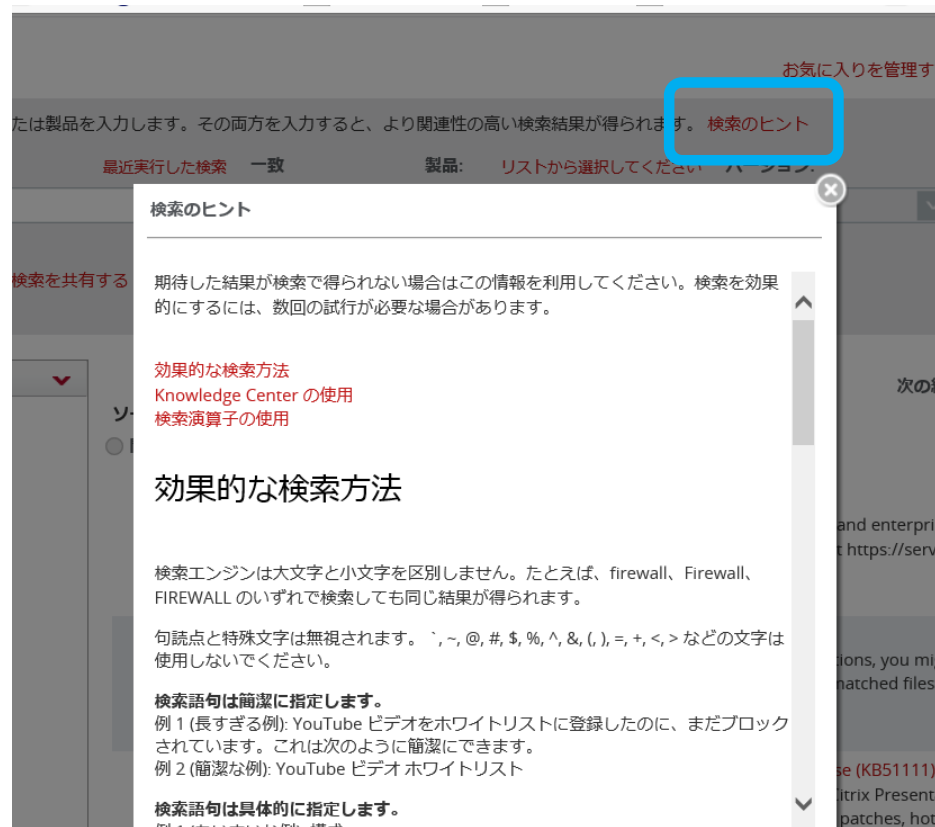 お気に入りを管理す
たは製品を入力します。その両方を入力すると、より関連性の高い検索結果が得られます。 検索のヒント
最近実行した検索 一致 製品: リストから選択してください バージョン:
検索のヒント
検索を共有する
期待した結果が検索で得られない場合はこの情報を利用してください。検索を効果
的にするには、数回の試行が必要な場合があります。
効果的な検索方法
次の
Knowledge Center の使用
ソー
検索演算子の使用
効果的な検索方法
and enterpri
t https://serv
検索エンジンは大文字と小文字を区別しません。たとえば、firewall、Firewall、
FIREWALL のいずれで検索しても同じ結果が得られます。
句読点と特殊文字は無視されます。 `, ~, @, #, $, %, ^, &, (, ), =, +, <, > などの文字は
使用しないでください。
tions, you mi
matched files
検索語句は簡潔に指定します。
例 1 (長すぎる例): YouTube ビデオをホワイトリストに登録したのに、まだブロック
されています。これは次のように簡潔にできます。
例 2 (簡潔な例): YouTube ビデオ ホワイトリスト
se (KB51111)
Citrix Present
検索語句は具体的に指定します。
patches, hot